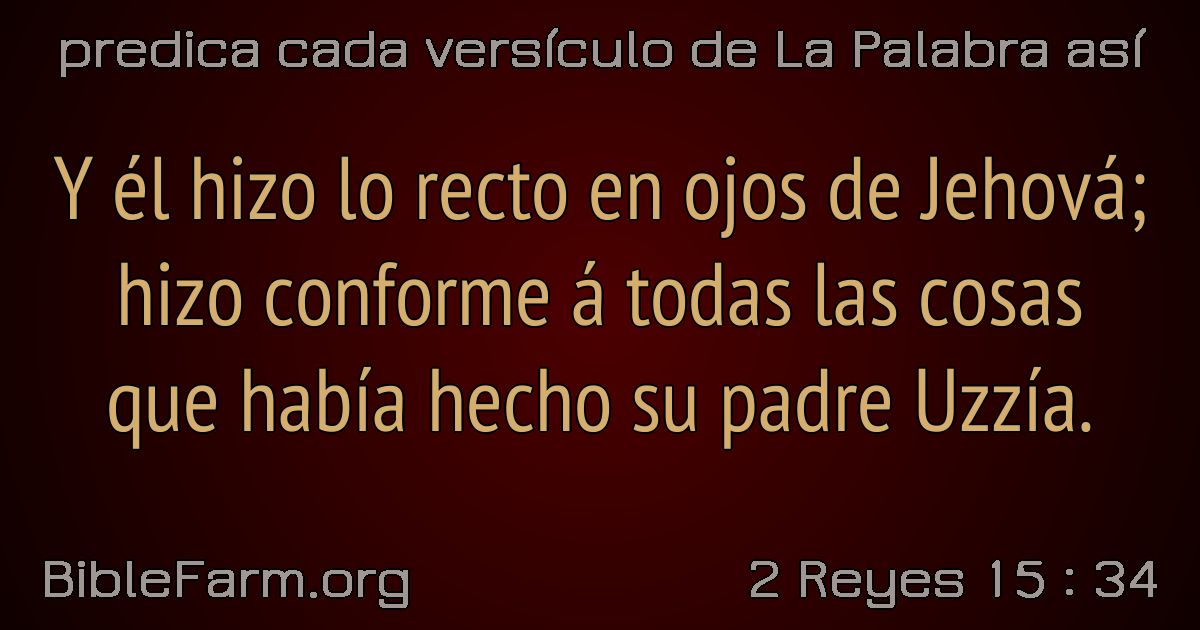 predica cada versículo de La Palabra así
Y él hizo lo recto en ojos de Jehová;
hizo conforme á todas las cosas
que había hecho su padre Uzzía.
BibleFarm.org
2 Reyes 15 : 34